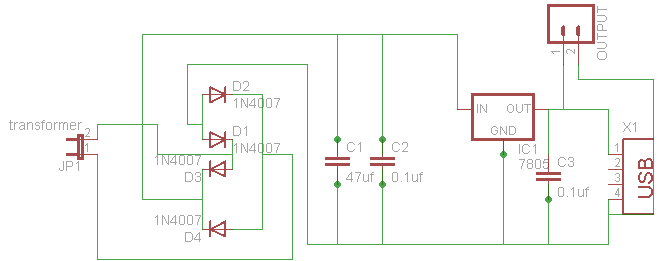 OUTPUT
1 2
D2
1N4007
D1
1N4007
transformer
2
1
JP1
1N4007
D3
1N4007
D4
C1
47uf
C2
0.1uf
IN OUT
GND
IC1
7805
C3
0.1uf
X1
1
2
3
4
USB